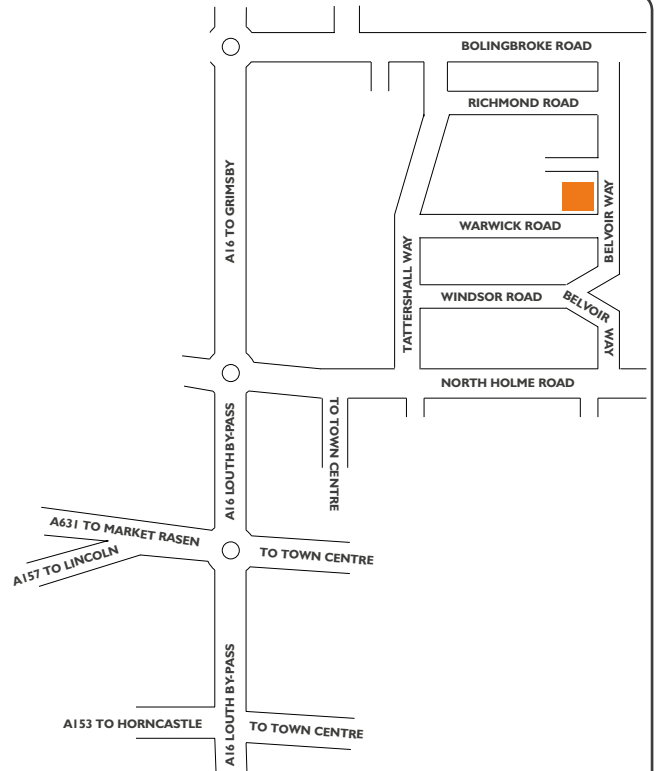 BOLINGBROKE ROAD
RICHMOND ROAD
A16 TO GRIMSBY
BELVOIR WAY
WARWICK ROAD
TATTERSHALL WAY
WINDSOR ROAD
BELVOIR
WAY
NORTH HOLME ROAD
A16 LOUTH BY-PASS
TO TOWN CENTRE
A631 TO MARKET RASEN
TO TOWN CENTRE
A157 TO LINCOLN
A16 LOUTH BY-PASS
A153 TO HORNCASTLE
TO TOWN CENTRE